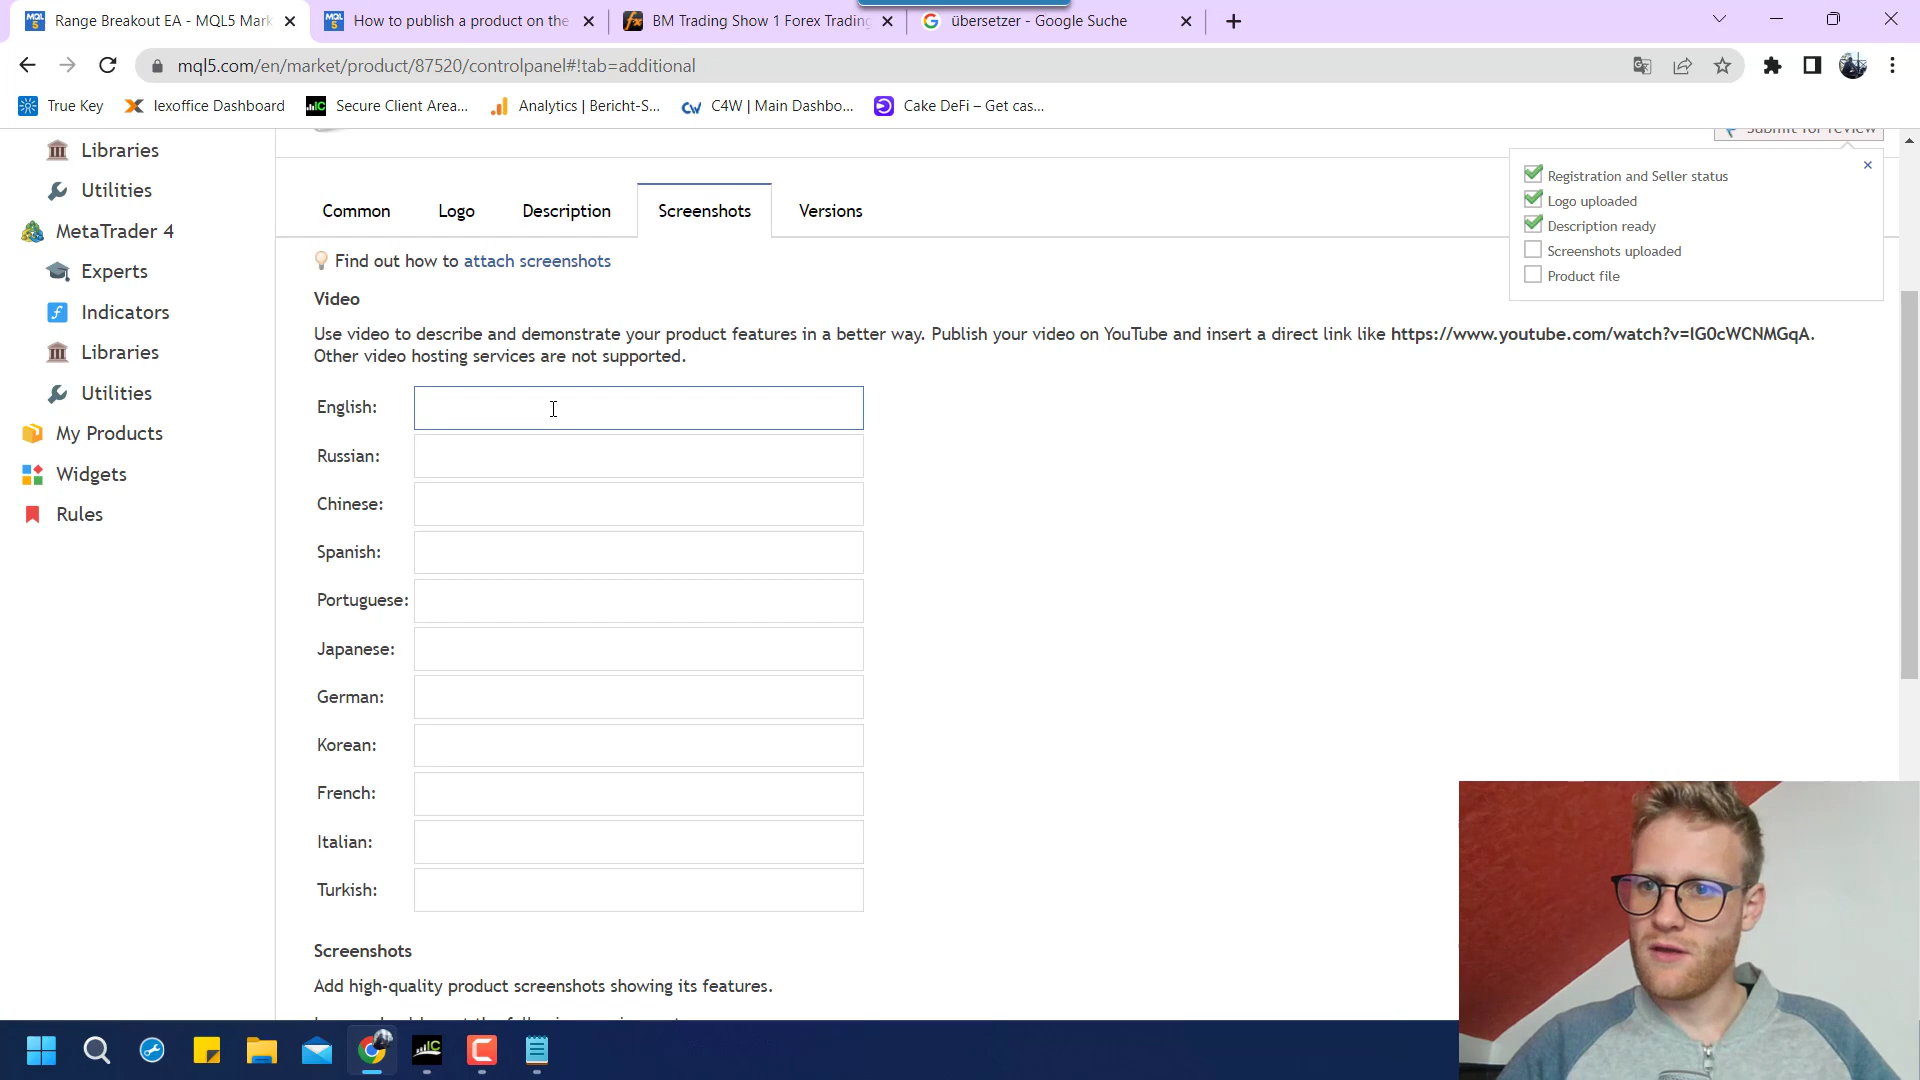 Range Breakout EA - MQL5 Mark
How to publish a product on the
BM Trading Show 1 Forex Trading
übersetzer - Google Suche
mql5.com/en/market/product/87520/controlpanel#!tab=additional
True Key
lexoffice Dashboard
Secure Client Area...
Analytics | Bericht-S...
C4W | Main Dashbo...
Cake DeFi – Get cas...
Libraries
Utilities
MetaTrader 4
Experts
Indicators
Libraries
Utilities
My Products
Widgets
Rules
Submit for review
Registration and Seller status
Logo uploaded
Description ready
Screenshots uploaded
Product file
Common
Logo
Description
Screenshots
Versions
Find out how to attach screenshots
Video
Use video to describe and demonstrate your product features in a better way. Publish your video on YouTube and insert a direct link like https://www.youtube.com/watch?v=lG0cWCNMGqA.
Other video hosting services are not supported.
English:
Russian:
Chinese:
Spanish:
Portuguese:
Japanese:
German:
Korean:
French:
Italian:
Turkish:
Screenshots
Add high-quality product screenshots showing its features.